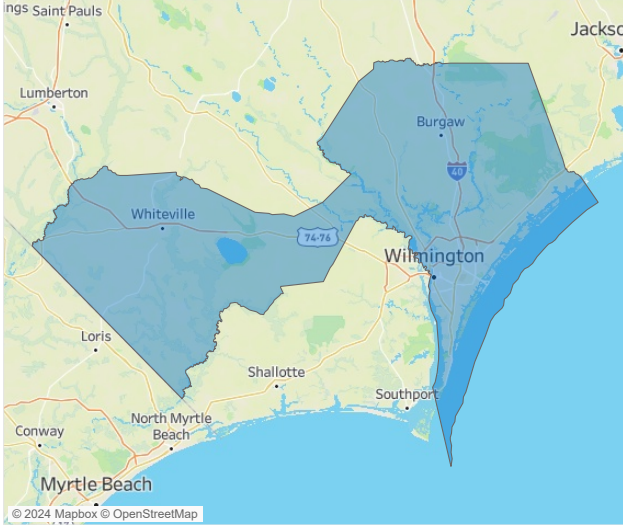 ings
Saint Pauls
Jackso
Lumberton
Burgaw
40
Whiteville
74-76
Wilmington
Loris
Shallotte
Southport
North Myrtle
Beach
Conway
Myrtle Beach
© 2024 Mapbox © OpenStreetMap